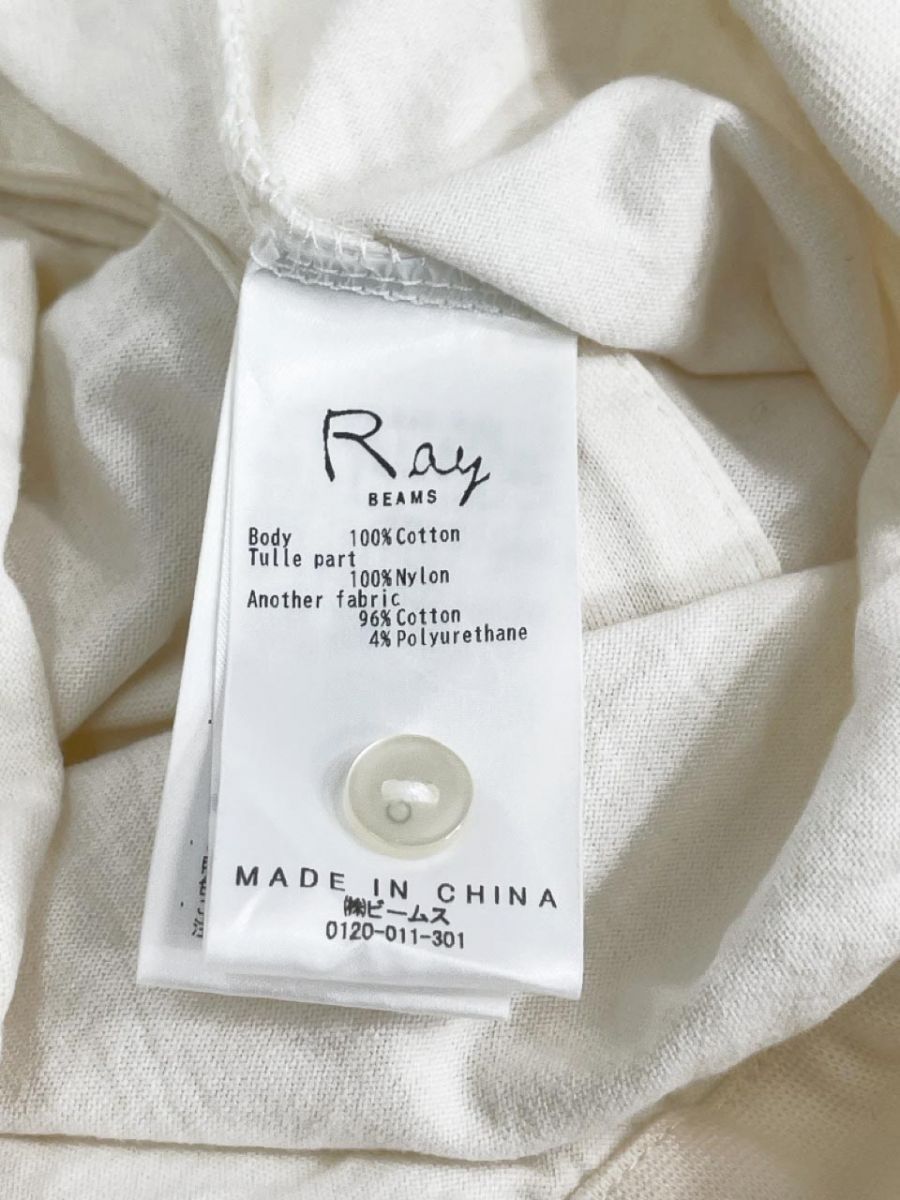 Ray
BEAMS
Body 100%Cotton
Tulle part
100%Nylon
Another fabric
96%Cotton
4%Polyurethane
MADE IN CHINA
㈱ビームス
0120-011-301